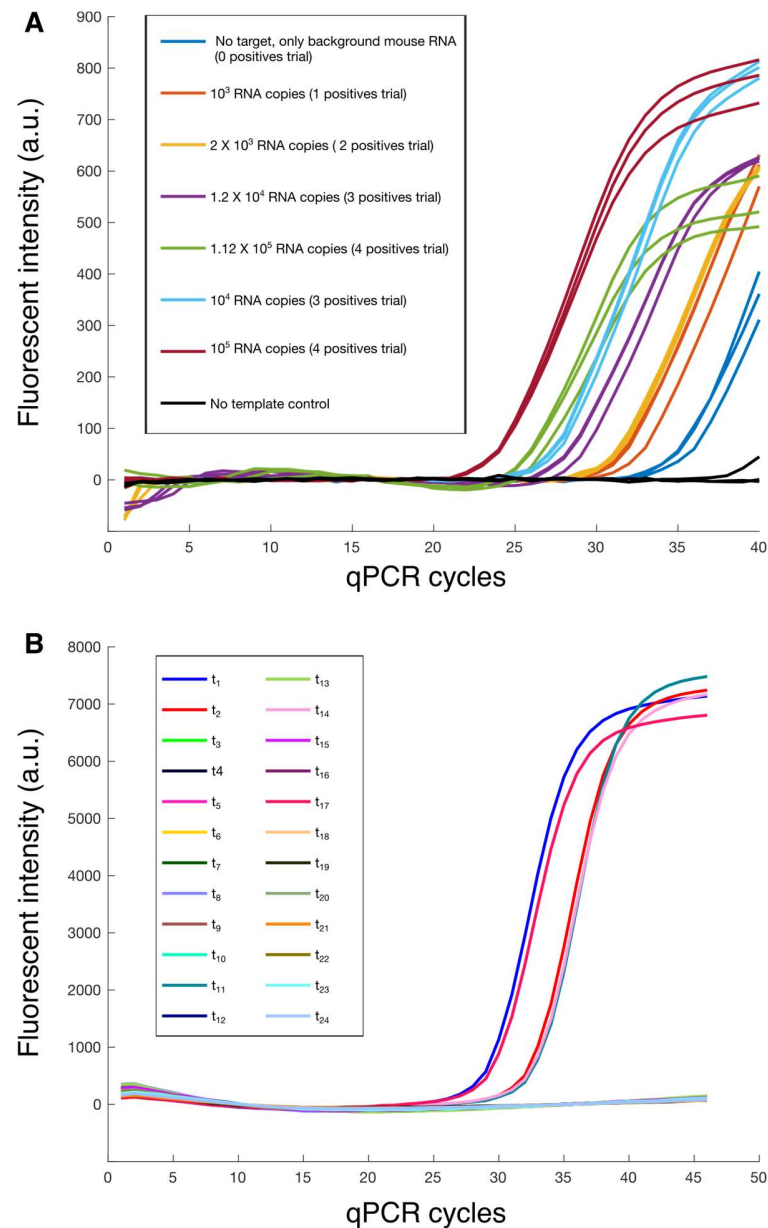 A
900
800
700
600
500
400
300
200
100
0
Fluorescent intensity (a.u.)
No target, only background mouse RNA
(0 positives trial)
10³ RNA copies (1 positives trial)
2 X 10³ RNA copies ( 2 positives trial)
1.2 X 10⁴ RNA copies (3 positives trial)
1.12 X 10⁵ RNA copies (4 positives trial)
10⁴ RNA copies (3 positives trial)
10⁵ RNA copies (4 positives trial)
No template control
0 5 10 15 20 25 30 35 40
qPCR cycles
B
8000
7000
6000
5000
4000
3000
2000
1000
0
Fluorescent intensity (a.u.)
t₁ t₁₃
t₂ t₁₄
t₃ t₁₅
t4 t₁₆
t₅ t₁₇
t₆ t₁₈
t₇ t₁₉
t₈ t₂₀
t₉ t₂₁
t₁₀ t₂₂
t₁₁ t₂₃
t₁₂ t₂₄
0 5 10 15 20 25 30 35 40 45 50
qPCR cycles